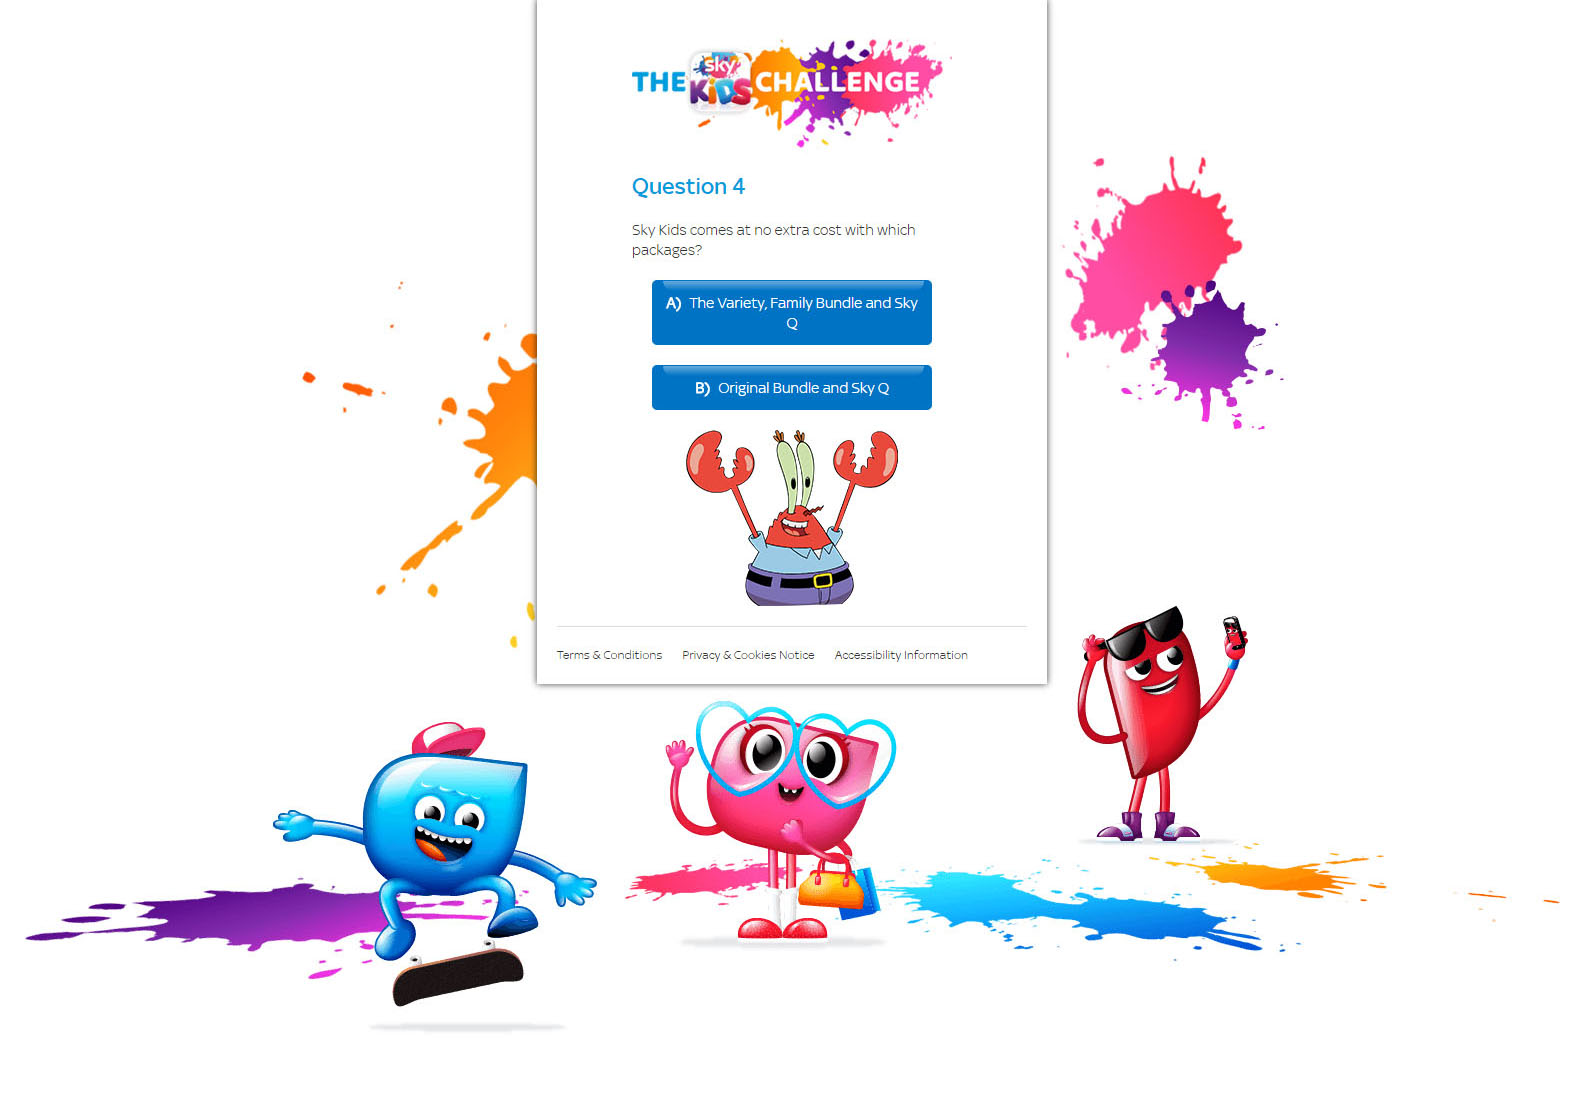 THE sky KiDS CHALLENGE
Question 4
Sky Kids comes at no extra cost with which
packages?
A) The Variety, Family Bundle and Sky
Q
B) Original Bundle and Sky Q
Terms & Conditions Privacy & Cookies Notice Accessibility Information